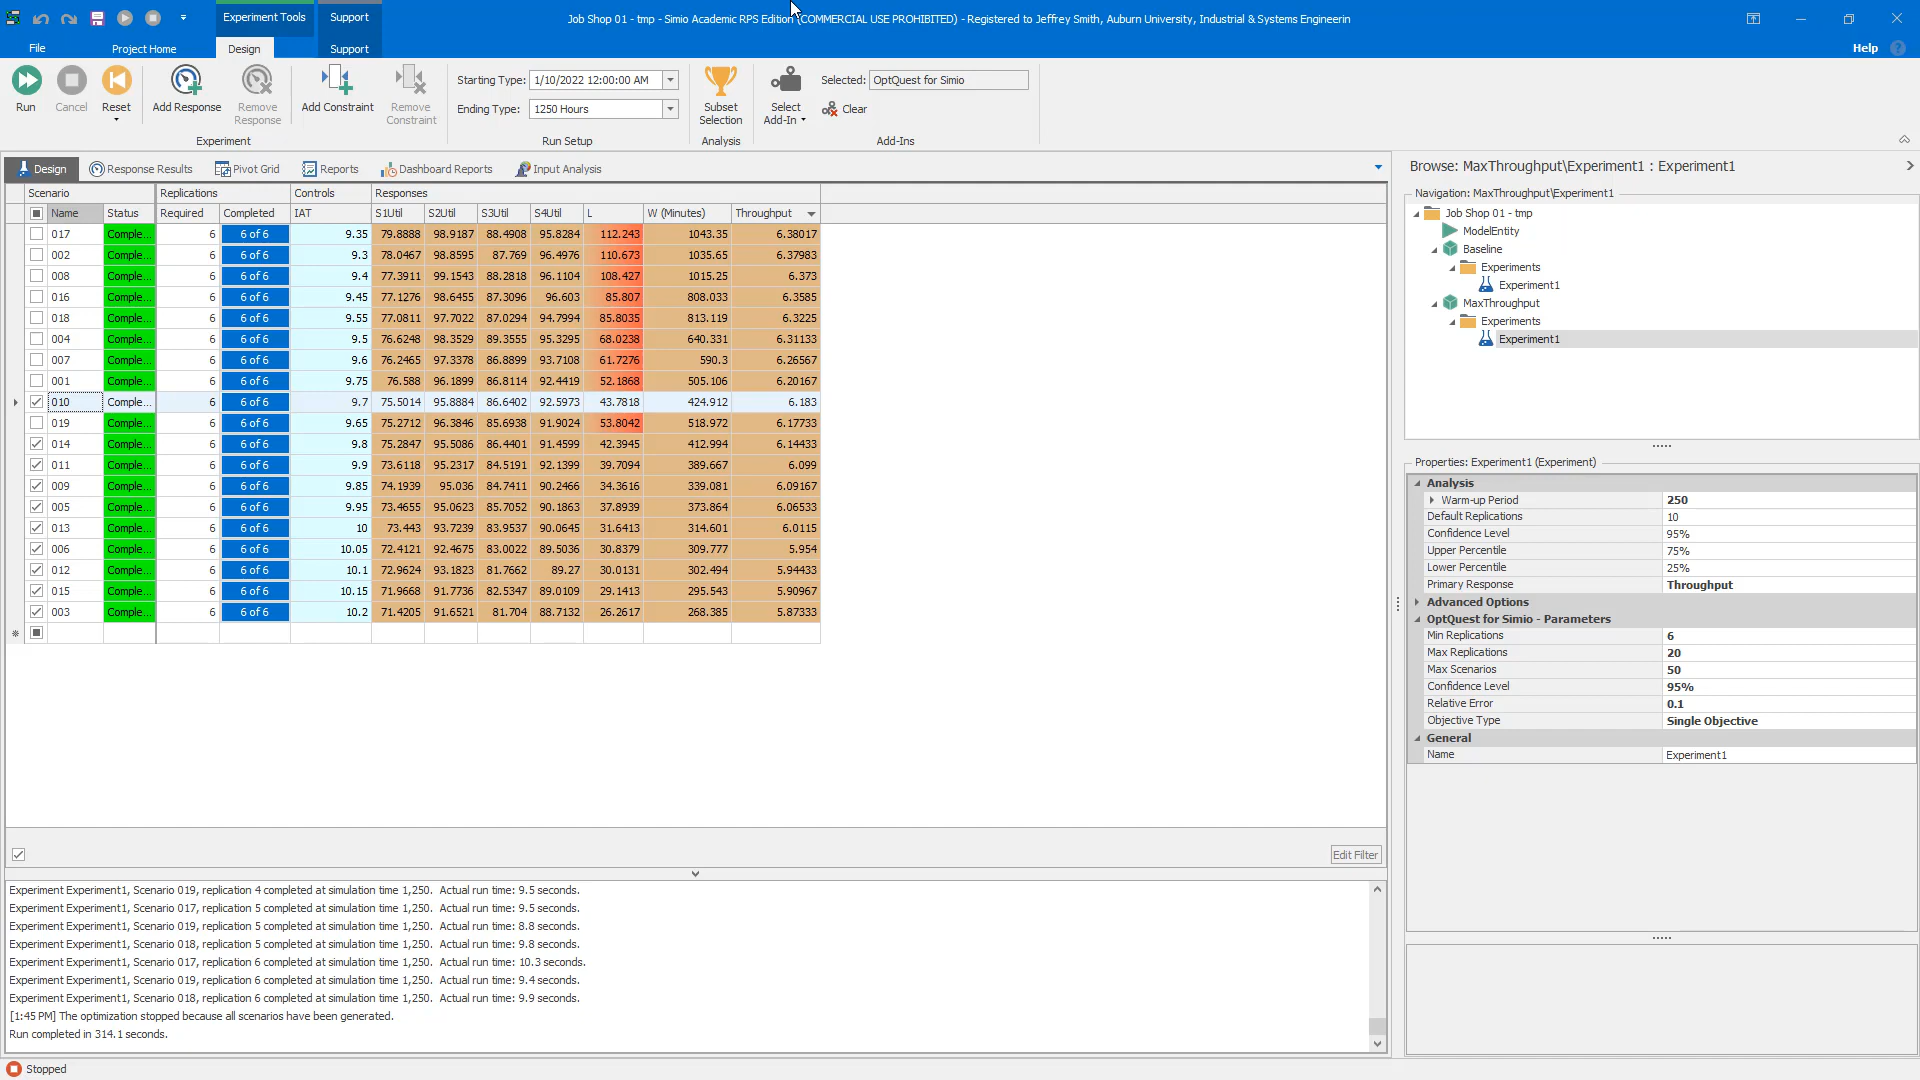 Experiment Tools
Support
Job Shop 01 - tmp - Simio Academic RPS Edition (COMMERCIAL USE PROHIBITED) - Registered to Jeffrey Smith, Auburn University, Industrial & Systems Engineerin
File
Project Home
Design
Support
Help
Run
Cancel
Reset
Add Response
Remove Response
Add Constraint
Remove Constraint
Starting Type: 1/10/2022 12:00:00 AM
Ending Type: 1250 Hours
Subset Selection
Select Add-In
Selected: OptQuest for Simio
Clear
Experiment
Run Setup
Analysis
Add-Ins
Design
Response Results
Pivot Grid
Reports
Dashboard Reports
Input Analysis
Scenario Replications Controls Responses
Name Status Required Completed IAT S1Util S2Util S3Util S4Util L W (Minutes) Throughput
017 Comple... 6 6 of 6 9.35 79.8888 98.9187 88.4908 95.8284 112.243 1043.35 6.38017
002 Comple... 6 6 of 6 9.3 78.0467 98.8595 87.769 96.4976 110.673 1035.65 6.37983
008 Comple... 6 6 of 6 9.4 77.3911 99.1543 88.2818 96.1104 108.427 1015.25 6.373
016 Comple... 6 6 of 6 9.45 77.1276 98.6455 87.3096 96.603 85.807 808.033 6.3585
018 Comple... 6 6 of 6 9.55 77.0811 97.7022 87.0294 94.7994 85.8035 813.119 6.3225
004 Comple... 6 6 of 6 9.5 76.6248 98.3529 89.3555 95.3295 68.0238 640.331 6.31133
007 Comple... 6 6 of 6 9.6 76.2465 97.3378 86.8899 93.7108 61.7276 590.3 6.26567
001 Comple... 6 6 of 6 9.75 76.588 96.1899 86.8114 92.4419 52.1868 505.106 6.20167
010 Comple... 6 6 of 6 9.7 75.5014 95.8884 86.6402 92.5973 43.7818 424.912 6.183
019 Comple... 6 6 of 6 9.65 75.2712 96.3846 85.6938 91.9024 53.8042 518.972 6.17733
014 Comple... 6 6 of 6 9.8 75.2847 95.5086 86.4401 91.4599 42.3945 412.994 6.14433
011 Comple... 6 6 of 6 9.9 73.6118 95.2317 84.5191 92.1399 39.7094 389.667 6.099
009 Comple... 6 6 of 6 9.85 74.1939 95.036 84.7411 90.2466 34.3616 339.081 6.09167
005 Comple... 6 6 of 6 9.95 73.4655 95.0623 85.7052 90.1863 37.8939 373.864 6.06533
013 Comple... 6 6 of 6 10 73.443 93.7239 83.9537 90.0645 31.6413 314.601 6.0115
006 Comple... 6 6 of 6 10.05 72.4121 92.4675 83.0022 89.5036 30.8379 309.777 5.954
012 Comple... 6 6 of 6 10.1 72.9624 93.1823 81.7662 89.27 30.0131 302.494 5.94433
015 Comple... 6 6 of 6 10.15 71.9668 91.7736 82.5347 89.0109 29.1413 295.543 5.90967
003 Comple... 6 6 of 6 10.2 71.4205 91.6521 81.704 88.7132 26.2617 268.385 5.87333
Edit Filter
Experiment Experiment1, Scenario 019, replication 4 completed at simulation time 1,250. Actual run time: 9.5 seconds.
Experiment Experiment1, Scenario 017, replication 5 completed at simulation time 1,250. Actual run time: 9.5 seconds.
Experiment Experiment1, Scenario 019, replication 5 completed at simulation time 1,250. Actual run time: 8.8 seconds.
Experiment Experiment1, Scenario 018, replication 5 completed at simulation time 1,250. Actual run time: 9.8 seconds.
Experiment Experiment1, Scenario 017, replication 6 completed at simulation time 1,250. Actual run time: 10.3 seconds.
Experiment Experiment1, Scenario 019, replication 6 completed at simulation time 1,250. Actual run time: 9.4 seconds.
Experiment Experiment1, Scenario 018, replication 6 completed at simulation time 1,250. Actual run time: 9.9 seconds.
[1:45 PM] The optimization stopped because all scenarios have been generated.
Run completed in 314.1 seconds.
Stopped
Browse: MaxThroughput\Experiment1 : Experiment1
Navigation: MaxThroughput\Experiment1
Job Shop 01 - tmp
ModelEntity
Baseline
Experiments
Experiment1
MaxThroughput
Experiments
Experiment1
Properties: Experiment1 (Experiment)
Analysis
Warm-up Period 250
Default Replications 10
Confidence Level 95%
Upper Percentile 75%
Lower Percentile 25%
Primary Response Throughput
Advanced Options
OptQuest for Simio - Parameters
Min Replications 6
Max Replications 20
Max Scenarios 50
Confidence Level 95%
Relative Error 0.1
Objective Type Single Objective
General
Name Experiment1